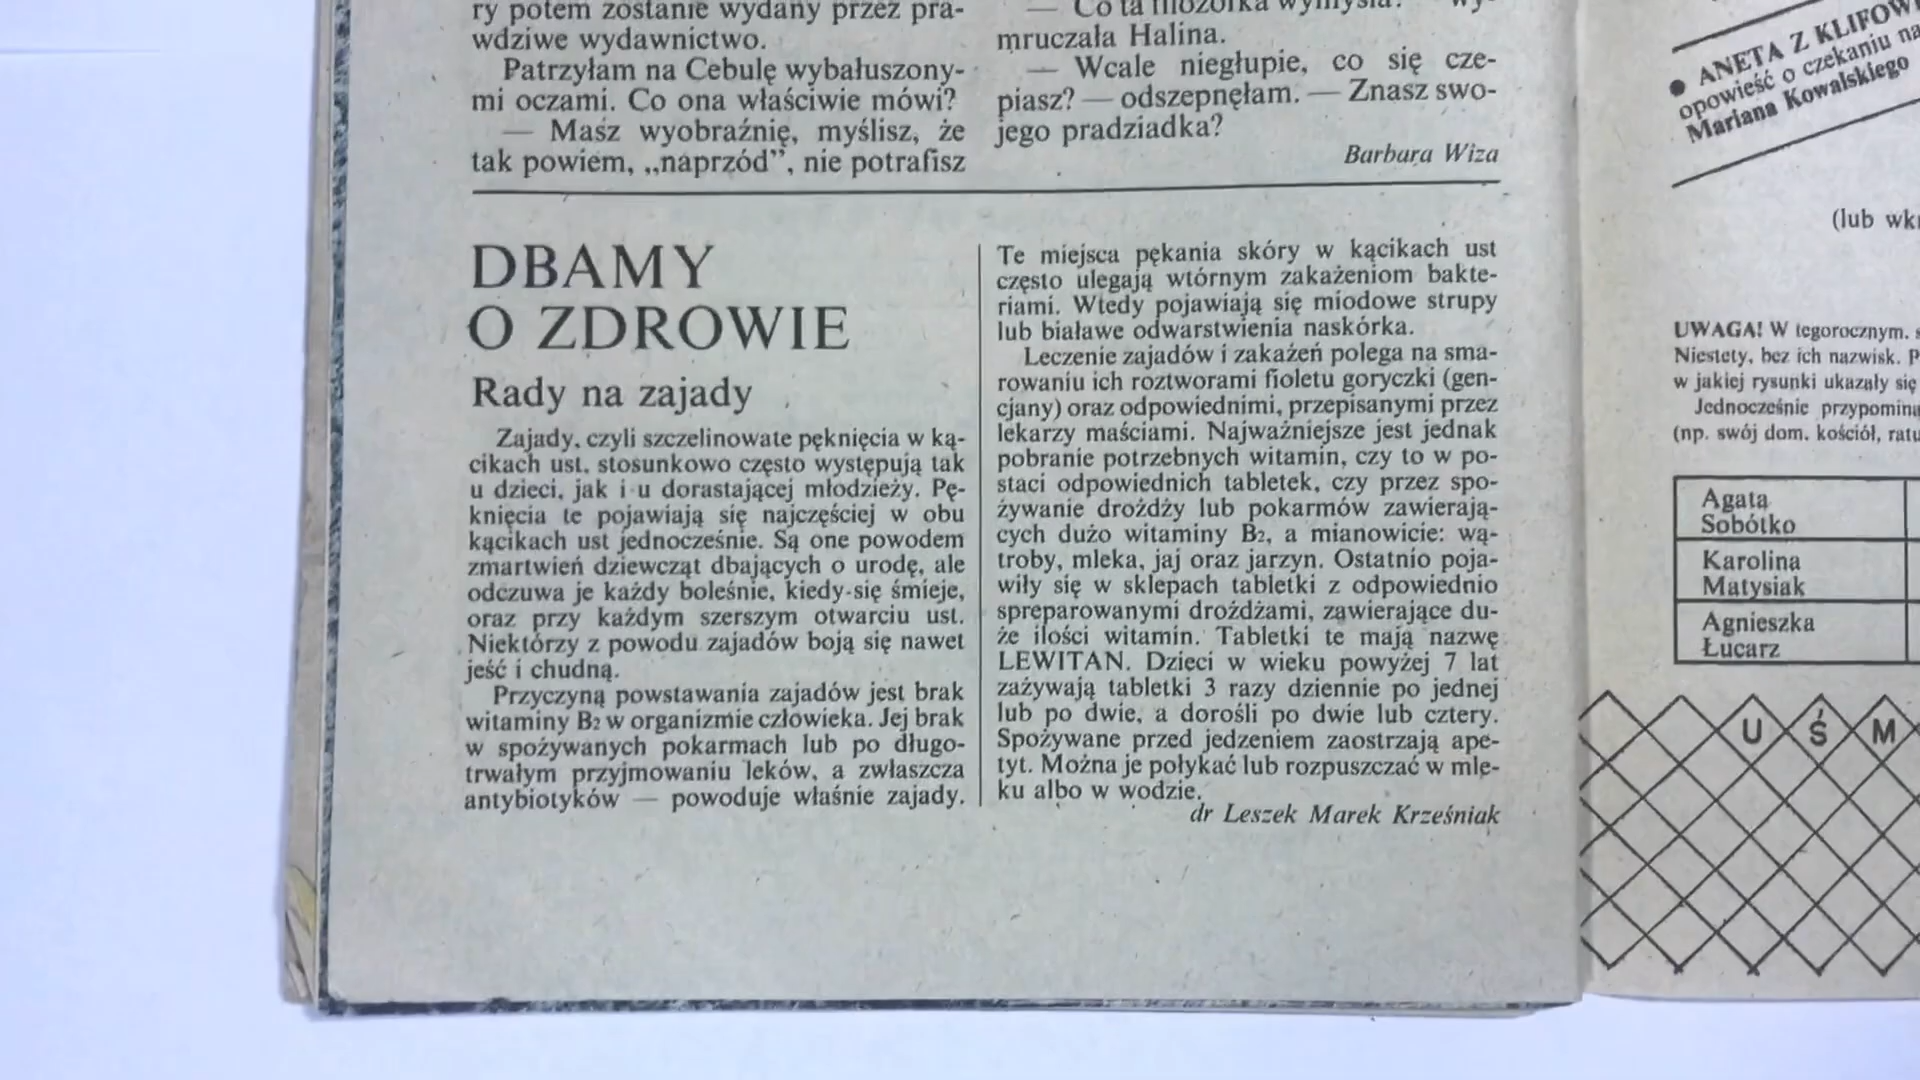 ry potem zostanie wydany przez pra-
wdziwe wydawnictwo.
Patrzyłam na Cebulę wybałuszony-
mi oczami. Co ona właściwie mówi?
— Masz wyobraźnię, myślisz, że
tak powiem, „naprzód”, nie potrafisz
— Co ta filozofka wymyśla? — wy-
mruczała Halina.
— Wcale niegłupie, co się cze-
piasz? — odszepnęłam. — Znasz swo-
jego pradziadka?
Barbara Wiza
DBAMY
O ZDROWIE
Rady na zajady
Zajady, czyli szczelinowate pęknięcia w ką-
cikach ust, stosunkowo często występują tak
u dzieci, jak i u dorastającej młodzieży. Pę-
knięcia te pojawiają się najczęściej w obu
kącikach ust jednocześnie. Są one powodem
zmartwień dziewcząt dbających o urodę, ale
odczuwa je każdy boleśnie, kiedy się śmieje,
oraz przy każdym szerszym otwarciu ust.
Niektórzy z powodu zajadów boją się nawet
jeść i chudną.
Przyczyną powstawania zajadów jest brak
witaminy B₂ w organizmie człowieka. Jej brak
w spożywanych pokarmach lub po długo-
trwałym przyjmowaniu leków, a zwłaszcza
antybiotyków — powoduje właśnie zajady.
Te miejsca pękania skóry w kącikach ust
często ulegają wtórnym zakażeniom bakte-
riami. Wtedy pojawiają się miodowe strupy
lub białawe odwarstwienia naskórka.
Leczenie zajadów i zakażeń polega na sma-
rowaniu ich roztworami fioletu goryczki (gen-
cjany) oraz odpowiednimi, przepisanymi przez
lekarzy maściami. Najważniejsze jest jednak
pobranie potrzebnych witamin, czy to w po-
staci odpowiednich tabletek, czy przez spo-
żywanie drożdży lub pokarmów zawierają-
cych dużo witaminy B₂, a mianowicie: wą-
troby, mleka, jaj oraz jarzyn. Ostatnio poja-
wiły się w sklepach tabletki z odpowiednio
spreparowanymi drożdżami, zawierające du-
że ilości witamin. Tabletki te mają nazwę
LEWITAN. Dzieci w wieku powyżej 7 lat
zażywają tabletki 3 razy dziennie po jednej
lub po dwie, a dorośli po dwie lub cztery.
Spożywane przed jedzeniem zaostrzają ape-
tyt. Można je połykać lub rozpuszczać w mle-
ku albo w wodzie.
dr Leszek Marek Krześniak
● ANETA Z KLIFOW
opowieść o czekaniu na
Mariana Kowalskiego
(lub wk
UWAGA! W tegorocznym. s
Niestety, bez ich nazwisk. P
w jakiej rysunki ukazały się
Jednocześnie przypomina
(np. swój dom, kościół, ratu
Agata
Sobótko
Karolina
Matysiak
Agnieszka
Łucarz
U Ś M